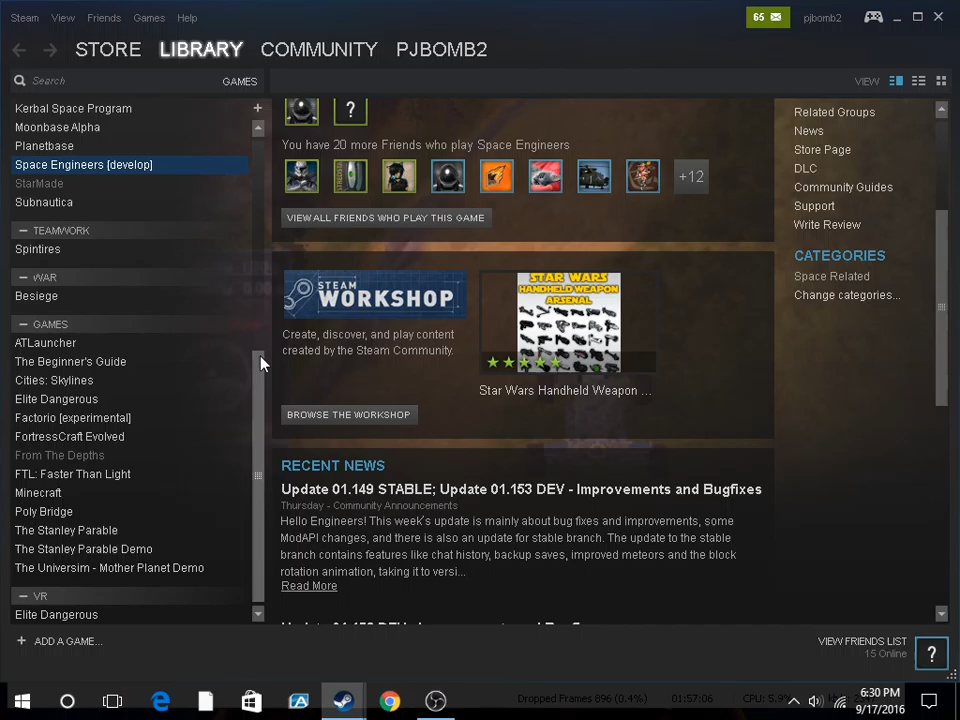 Steam View Friends Games Help
65
pjbomb2
STORE LIBRARY COMMUNITY PJBOMB2
Search
GAMES
VIEW
Kerbal Space Program
Moonbase Alpha
Planetbase
Space Engineers [develop]
StarMade
Subnautica
TEAMWORK
Spintires
WAR
Besiege
GAMES
ATLauncher
The Beginner's Guide
Cities: Skylines
Elite Dangerous
Factorio [experimental]
FortressCraft Evolved
From The Depths
FTL: Faster Than Light
Minecraft
Poly Bridge
The Stanley Parable
The Stanley Parable Demo
The Universim - Mother Planet Demo
VR
Elite Dangerous
ADD A GAME...
?
You have 20 more Friends who play Space Engineers
+12
VIEW ALL FRIENDS WHO PLAY THIS GAME
STEAM
WORKSHOP
Create, discover, and play content
created by the Steam Community.
BROWSE THE WORKSHOP
STAR WARS
HANDHELD WEAPON
ARSENAL
Star Wars Handheld Weapon ...
RECENT NEWS
Update 01.149 STABLE; Update 01.153 DEV - Improvements and Bugfixes
Thursday - Community Announcements
Hello Engineers! This week's update is mainly about bug fixes and improvements, some
ModAPI changes, and there is also an update for stable branch. The update to the stable
branch contains features like chat history, backup saves, improved meteors and the block
rotation animation, taking it to versi...
Read More
Related Groups
News
Store Page
DLC
Community Guides
Support
Write Review
CATEGORIES
Space Related
Change categories...
VIEW FRIENDS LIST
15 Online
?
Dropped Frames 896 (0.4%)
01:57:06
CPU: 5.9%
6:30 PM
9/17/2016